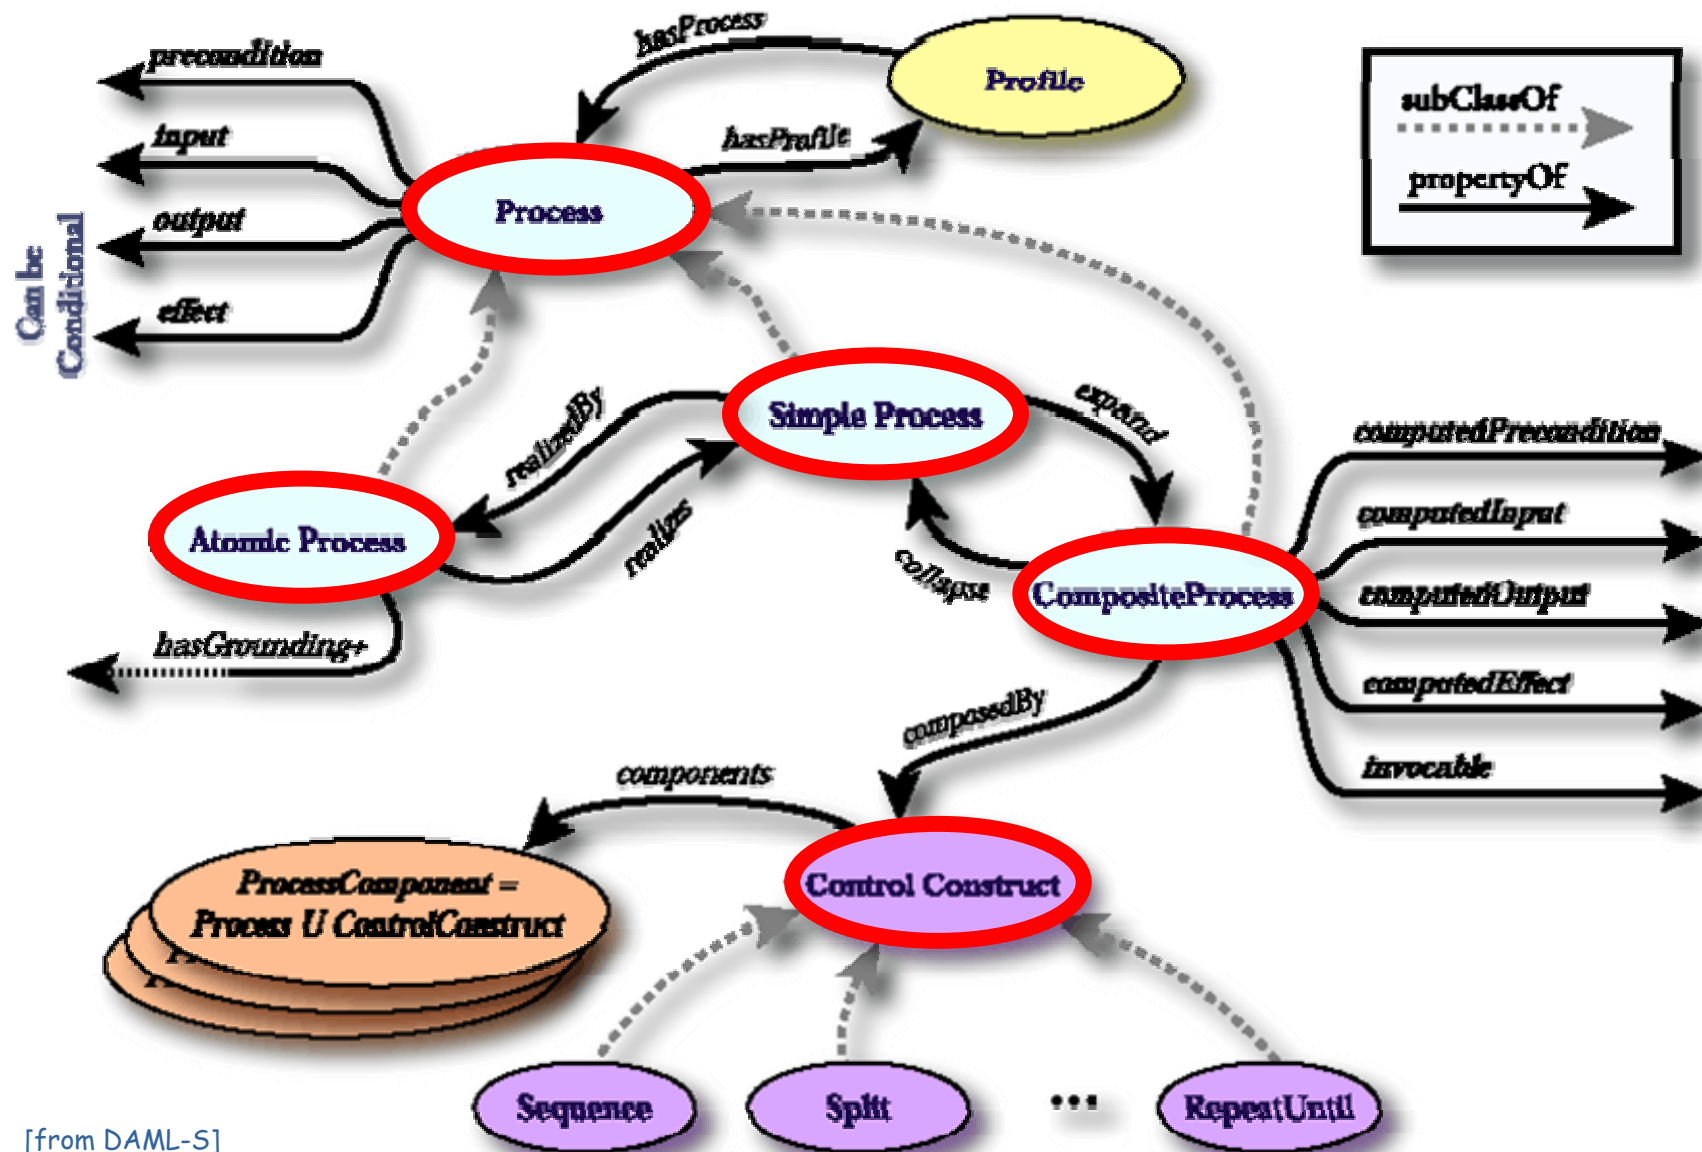 hasProcess
precondition
Profile
subClassOf
input
hasProfile
propertyOf
Process
output
Can be
Conditional
effect
Simple Process
expand
realizedBy
computedPrecondition
computedInput
Atomic Process
realizes
collapse
CompositeProcess
computedOutput
hasGrounding+
computedEffect
composedBy
invocable
components
ProcessComponent =
Process U ControlConstruct
Control Construct
Sequence
Split
...
RepeatUntil
[from DAML-S]